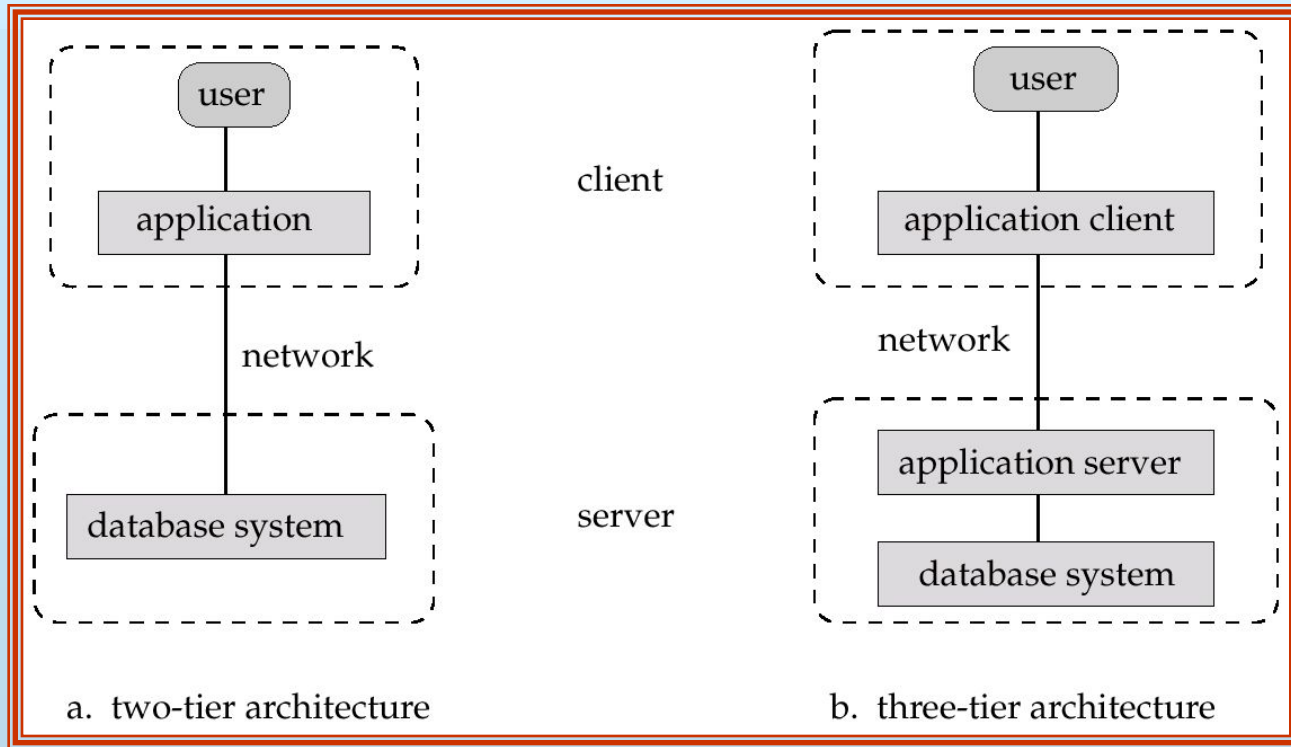 user
application
network
database system
a. two-tier architecture
client
server
user
application client
network
application server
database system
b. three-tier architecture